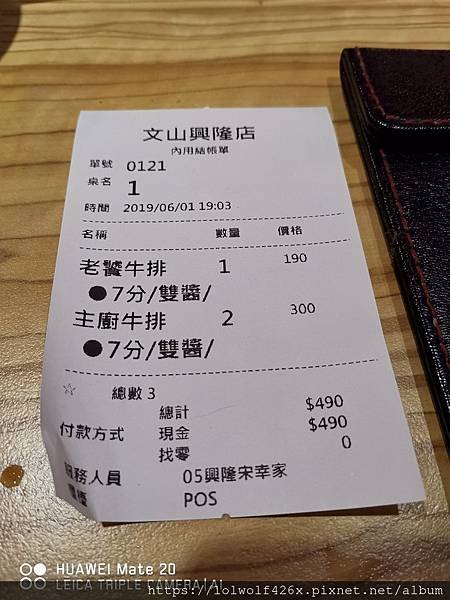 文山興隆店
內用結帳單
單號 0121
桌名 1
時間 2019/06/01 19:03
名稱 數量 價格
老饕牛排 1 190
●7分/雙醬/
主廚牛排 2 300
●7分/雙醬/
☆ 總數 3
總計 $490
付款方式 現金 $490
找零 0
服務人員 05興隆宋幸家
POS
HUAWEI Mate 20
LEICA TRIPLE CAMERA | AI
https://lolwolf426x.pixnet.net/album